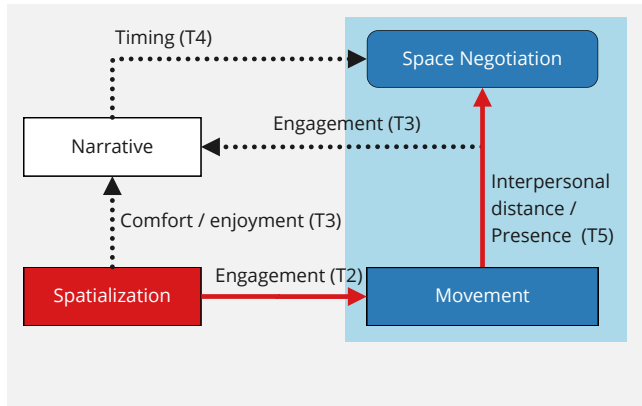 Timing (T4)
Space Negotiation
Engagement (T3)
Narrative
Interpersonal
distance /
Presence (T5)
Comfort / enjoyment (T3)
Engagement (T2)
Spatialization
Movement